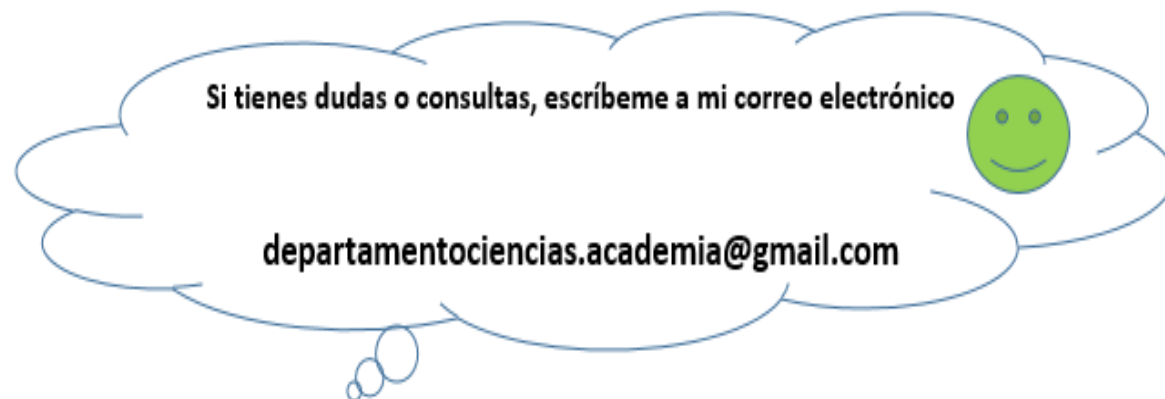 Si tienes dudas o consultas, escríbeme a mi correo electrónico
departamentociencias.academia@gmail.com